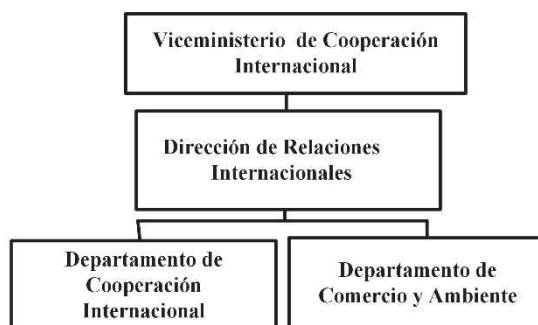 Viceministerio de Cooperación
Internacional
Dirección de Relaciones
Internacionales
Departamento de
Cooperación
Internacional
Departamento de
Comercio y Ambiente